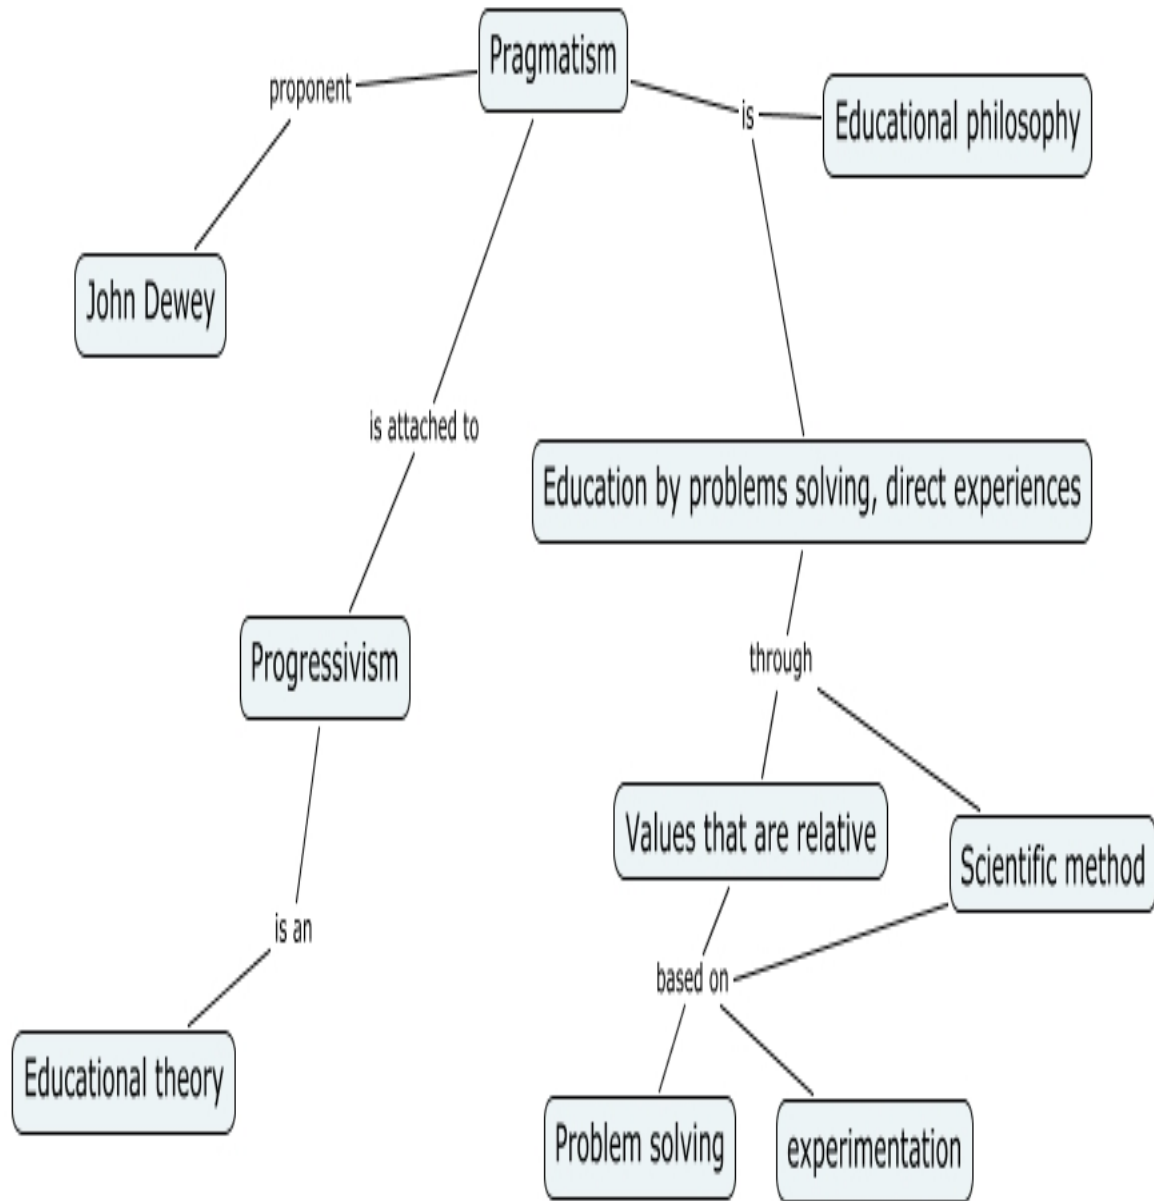 Pragmatism
proponent
is
Educational philosophy
John Dewey
is attached to
Education by problems solving, direct experiences
Progressivism
through
Values that are relative
Scientific method
is an
based on
Educational theory
Problem solving
experimentation